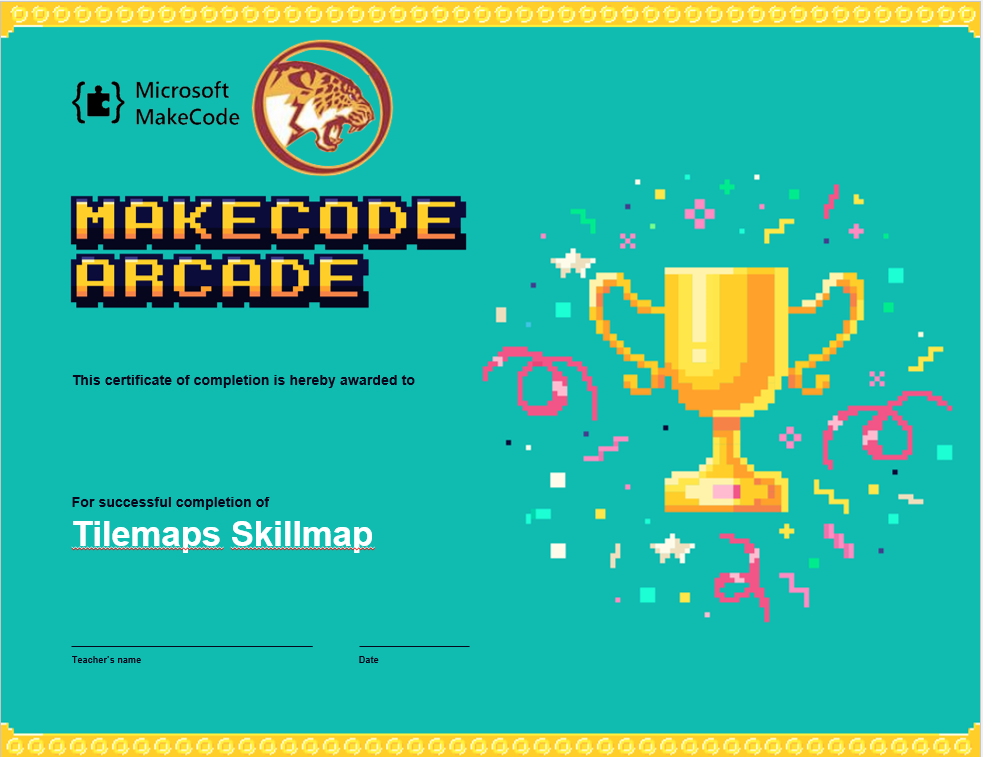 Microsoft
MakeCode
MAKECODE
ARCADE
This certificate of completion is hereby awarded to
For successful completion of
Tilemaps Skillmap
Teacher's name
Date